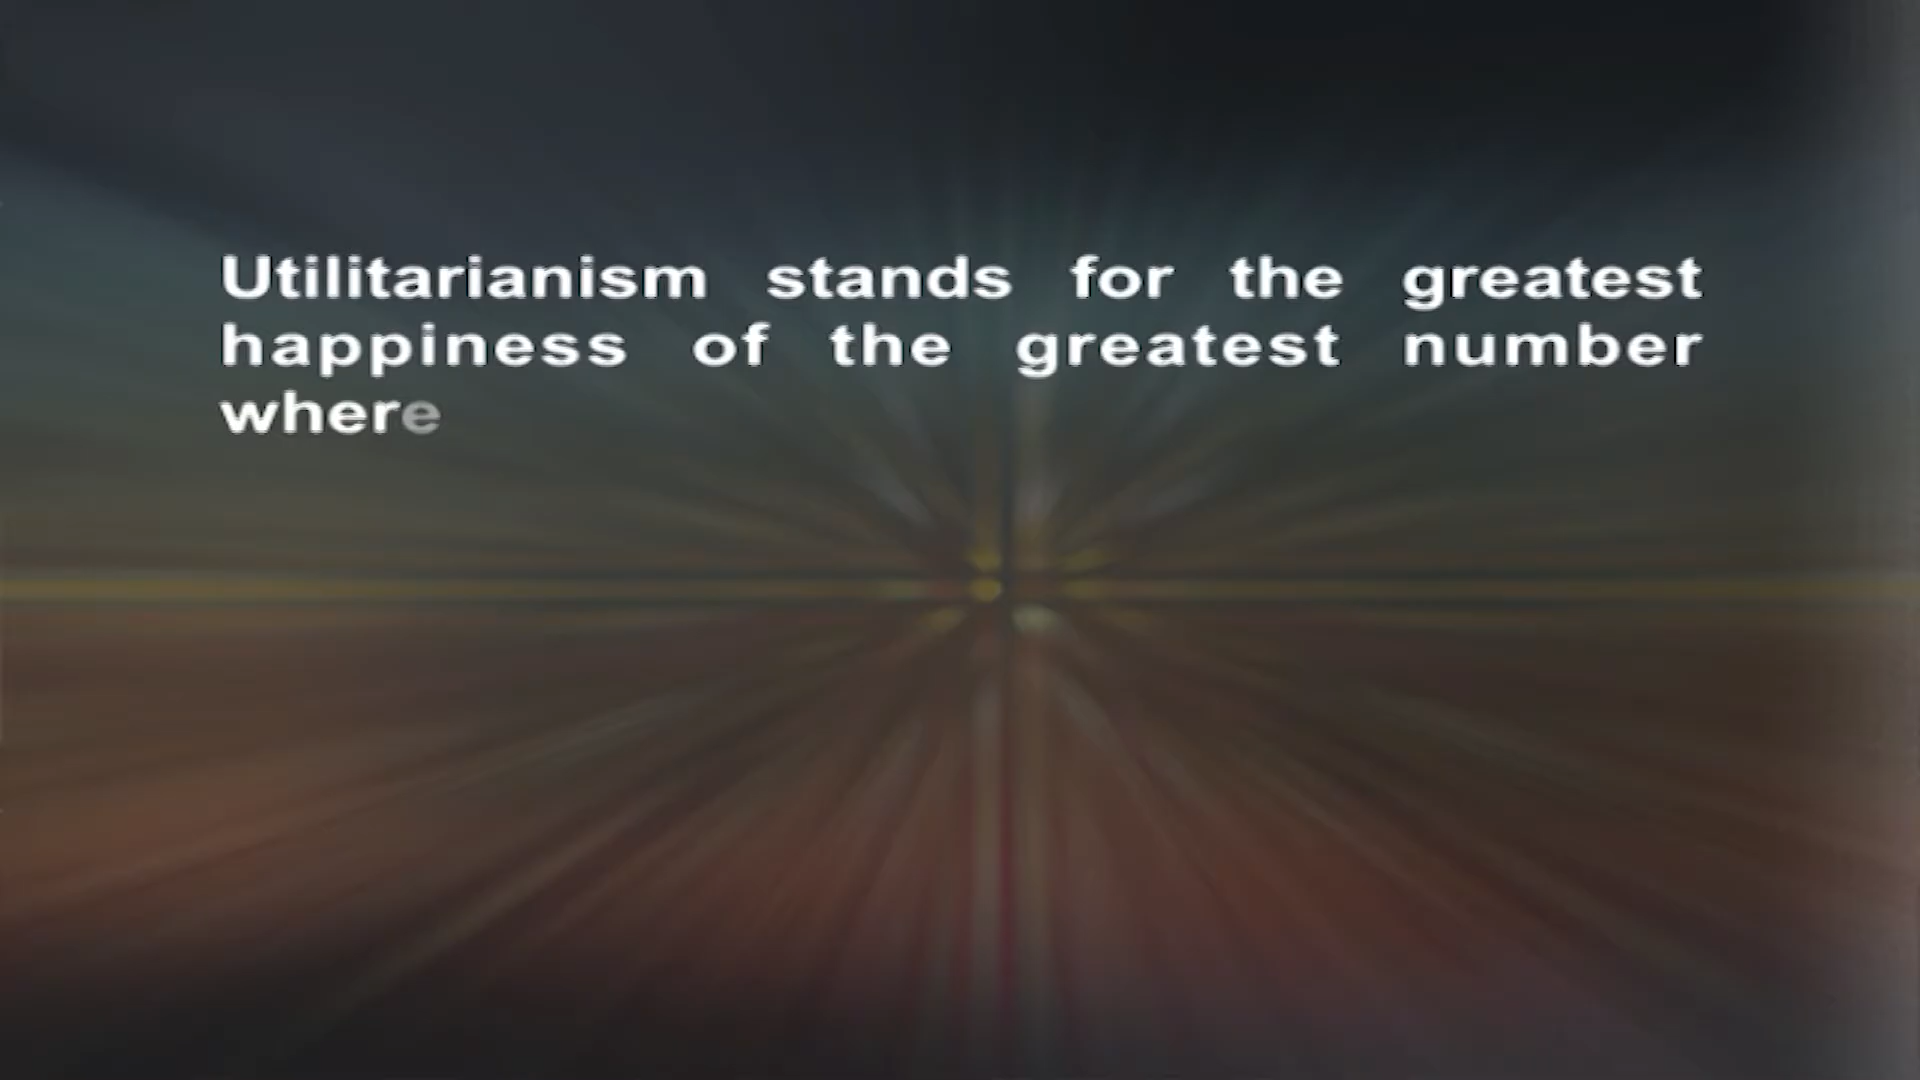 Utilitarianism stands for the greatest
happiness of the greatest number
where